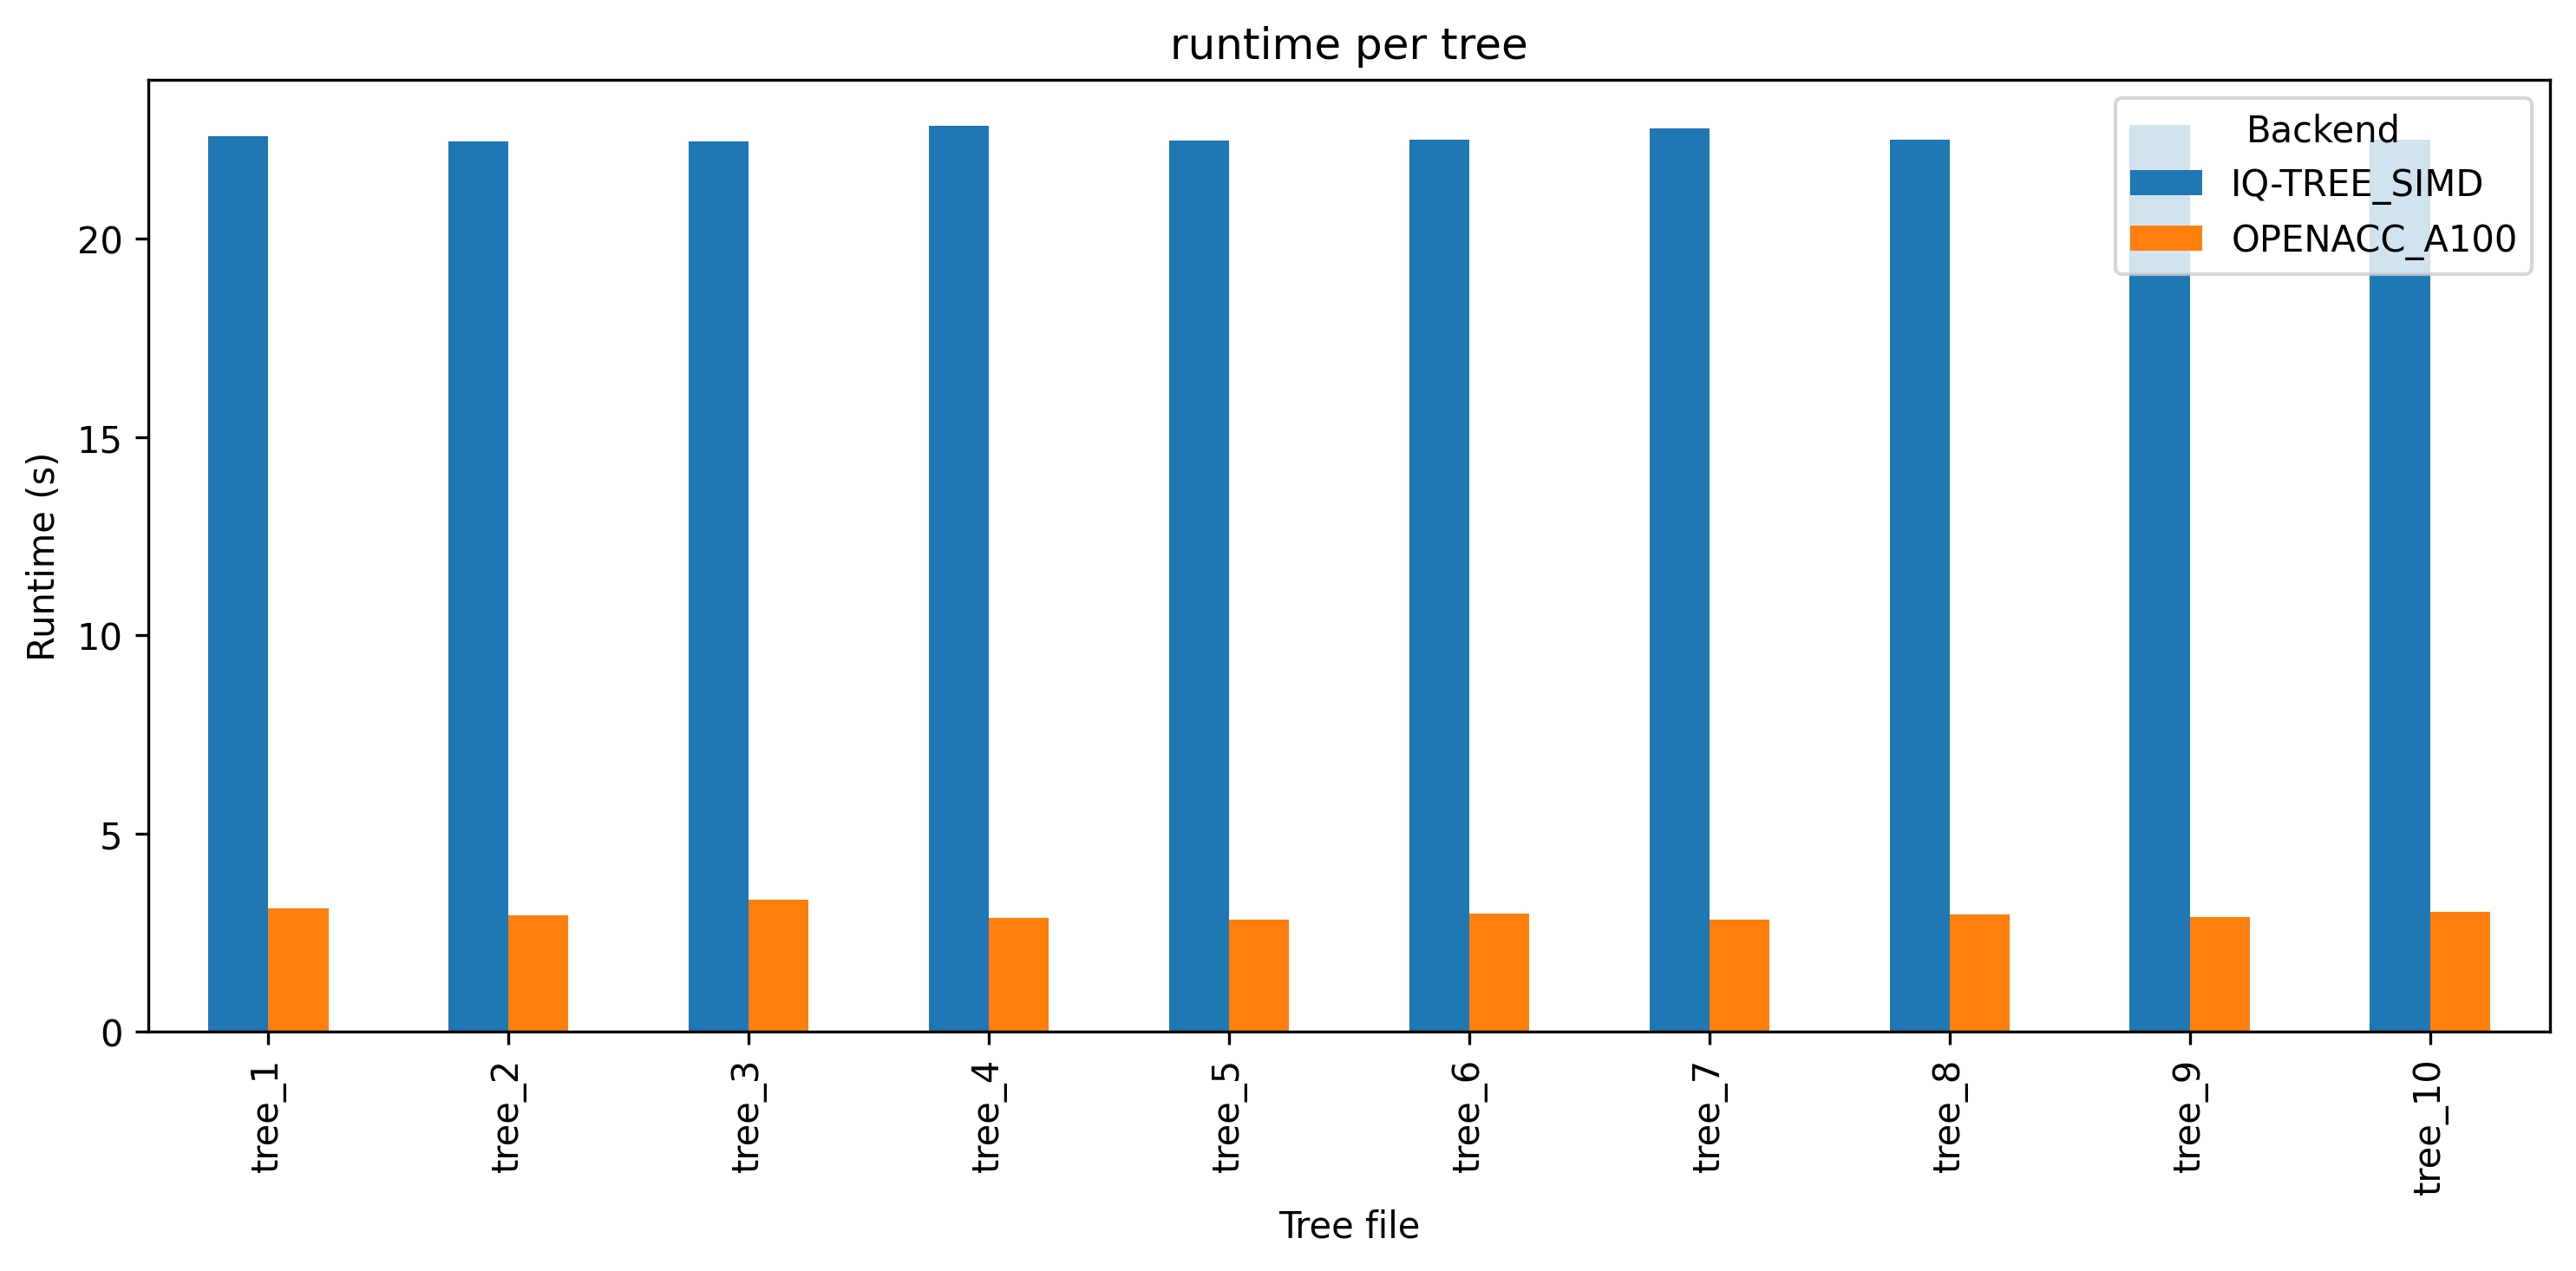 runtime per tree
Backend
IQ-TREE_SIMD
OPENACC_A100
Runtime (s)
20
15
10
5
0
tree_1
tree_2
tree_3
tree_4
tree_5
tree_6
tree_7
tree_8
tree_9
tree_10
Tree file